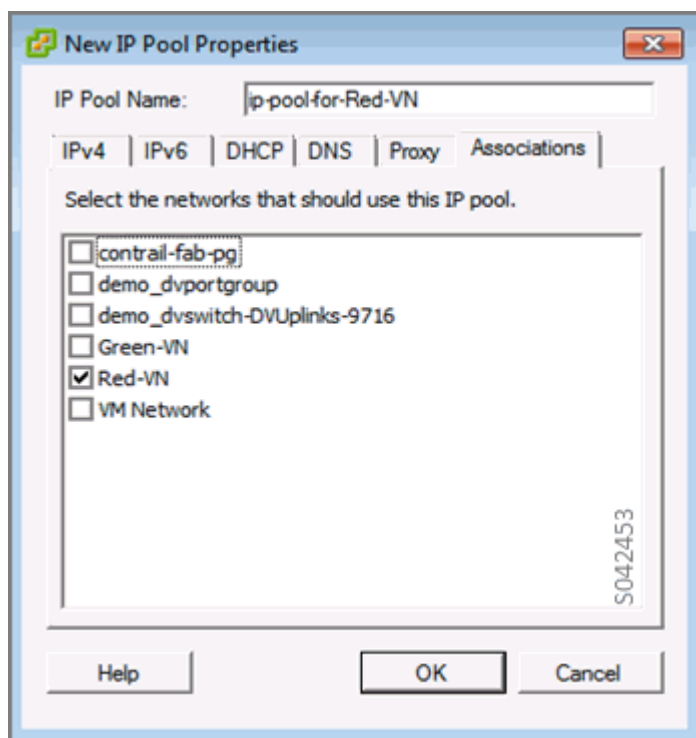 New IP Pool Properties
IP Pool Name: ip-pool-for-Red-VN
IPv4 IPv6 DHCP DNS Proxy Associations
Select the networks that should use this IP pool.
contrail-fab-pg
demo_dvportgroup
demo_dvswitch-DVUplinks-9716
Green-VN
Red-VN
VM Network
S042453
Help OK Cancel